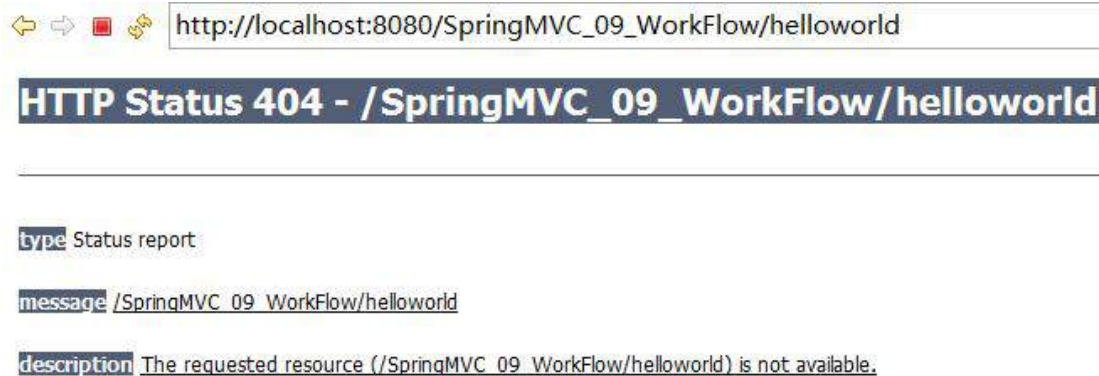 http://localhost:8080/SpringMVC_09_WorkFlow/helloworld
HTTP Status 404 - /SpringMVC_09_WorkFlow/helloworld
type Status report
message /SpringMVC_09_WorkFlow/helloworld
description The requested resource (/SpringMVC_09_WorkFlow/helloworld) is not available.